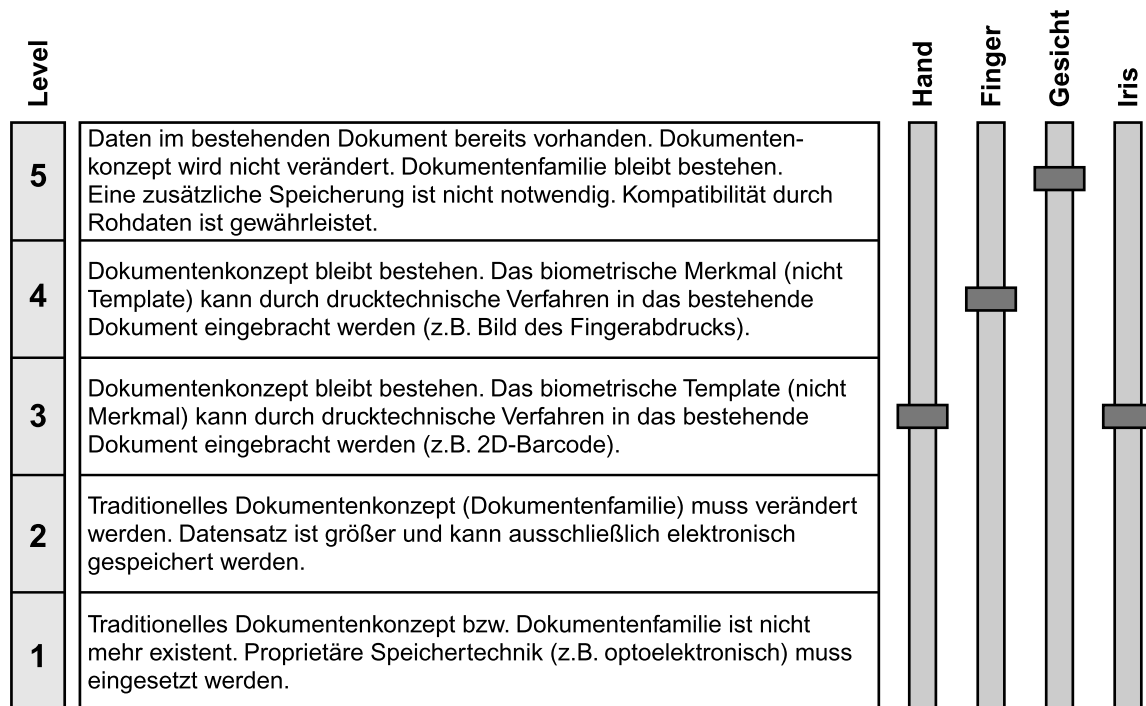 Level
Hand
Finger
Gesicht
Iris
5
Daten im bestehenden Dokument bereits vorhanden. Dokumenten-
konzept wird nicht verändert. Dokumentenfamilie bleibt bestehen.
Eine zusätzliche Speicherung ist nicht notwendig. Kompatibilität durch
Rohdaten ist gewährleistet.
4
Dokumentenkonzept bleibt bestehen. Das biometrische Merkmal (nicht
Template) kann durch drucktechnische Verfahren in das bestehende
Dokument eingebracht werden (z.B. Bild des Fingerabdrucks).
3
Dokumentenkonzept bleibt bestehen. Das biometrische Template (nicht
Merkmal) kann durch drucktechnische Verfahren in das bestehende
Dokument eingebracht werden (z.B. 2D-Barcode).
2
Traditionelles Dokumentenkonzept (Dokumentenfamilie) muss verändert
werden. Datensatz ist größer und kann ausschließlich elektronisch
gespeichert werden.
1
Traditionelles Dokumentenkonzept bzw. Dokumentenfamilie ist nicht
mehr existent. Proprietäre Speichertechnik (z.B. optoelektronisch) muss
eingesetzt werden.